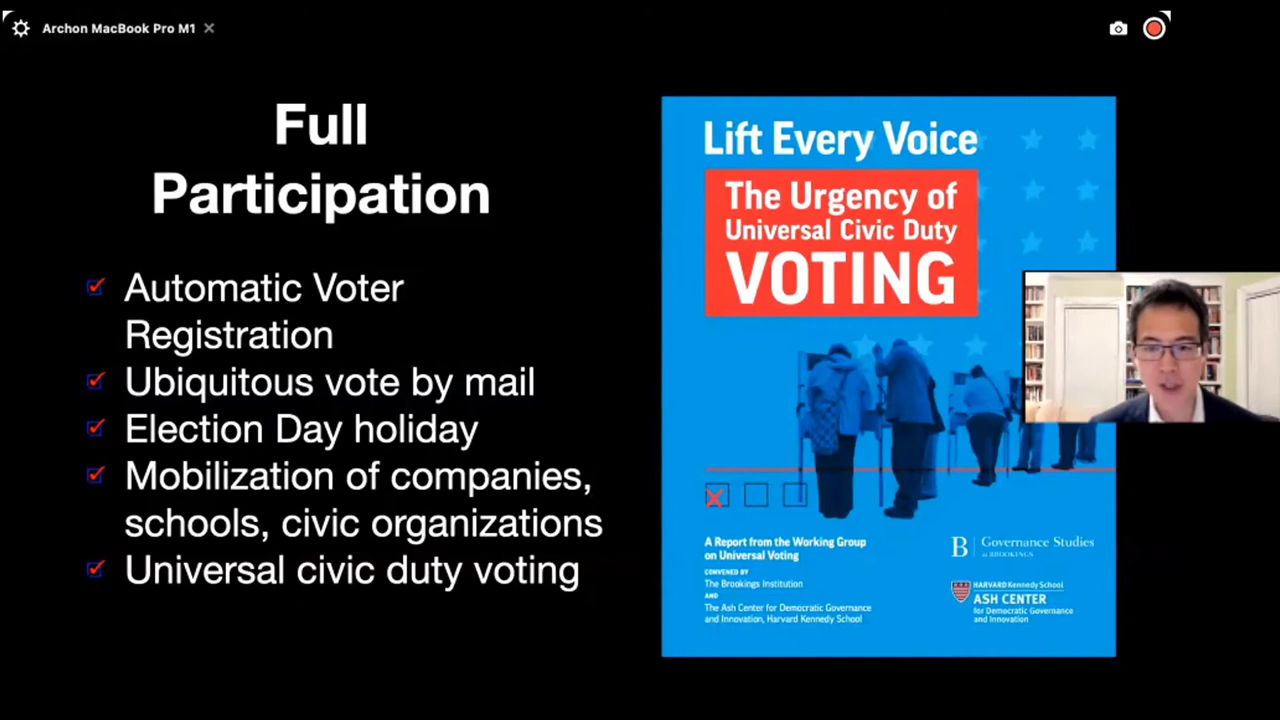 Archon MacBook Pro M1
Full
Participation
Automatic Voter
Registration
Ubiquitous vote by mail
Election Day holiday
Mobilization of companies,
schools, civic organizations
Universal civic duty voting
Lift Every Voice
The Urgency of
Universal Civic Duty
VOTING
A Report from the Working Group
on Universal Voting
CONVENED BY
The Brookings Institution
AND
The Ash Center for Democratic Governance
and Innovation, Harvard Kennedy School
B Governance Studies
at BROOKINGS
HARVARD Kennedy School
ASH CENTER
for Democratic Governance
and Innovation